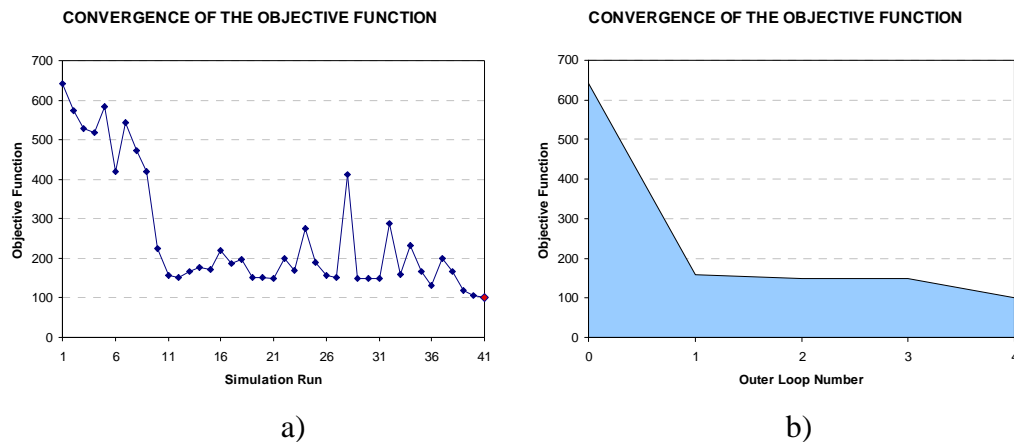 CONVERGENCE OF THE OBJECTIVE FUNCTION
700
600
500
400
300
200
100
0
Objective Function
1 6 11 16 21 26 31 36 41
Simulation Run
a)
CONVERGENCE OF THE OBJECTIVE FUNCTION
700
600
500
400
300
200
100
0
Objective Function
0 1 2 3 4
Outer Loop Number
b)